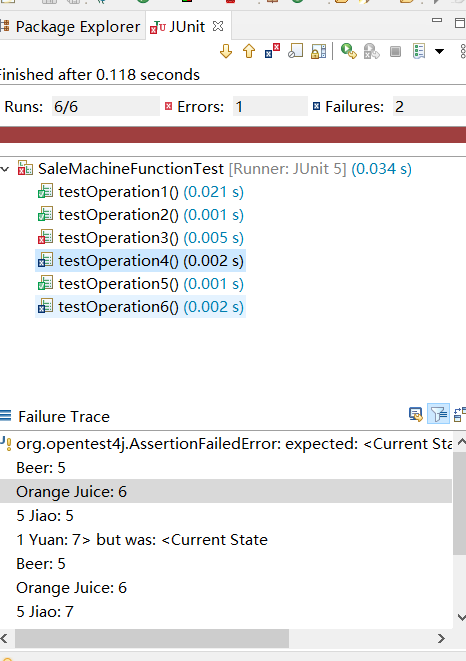 Package Explorer JUnit
Finished after 0.118 seconds
Runs: 6/6 Errors: 1 Failures: 2
SaleMachineFunctionTest [Runner: JUnit 5] (0.034 s)
testOperation1() (0.021 s)
testOperation2() (0.001 s)
testOperation3() (0.005 s)
testOperation4() (0.002 s)
testOperation5() (0.001 s)
testOperation6() (0.002 s)
Failure Trace
org.opentest4j.AssertionFailedError: expected: <Current Sta
Beer: 5
Orange Juice: 6
5 Jiao: 5
1 Yuan: 7> but was: <Current State
Beer: 5
Orange Juice: 6
5 Jiao: 7